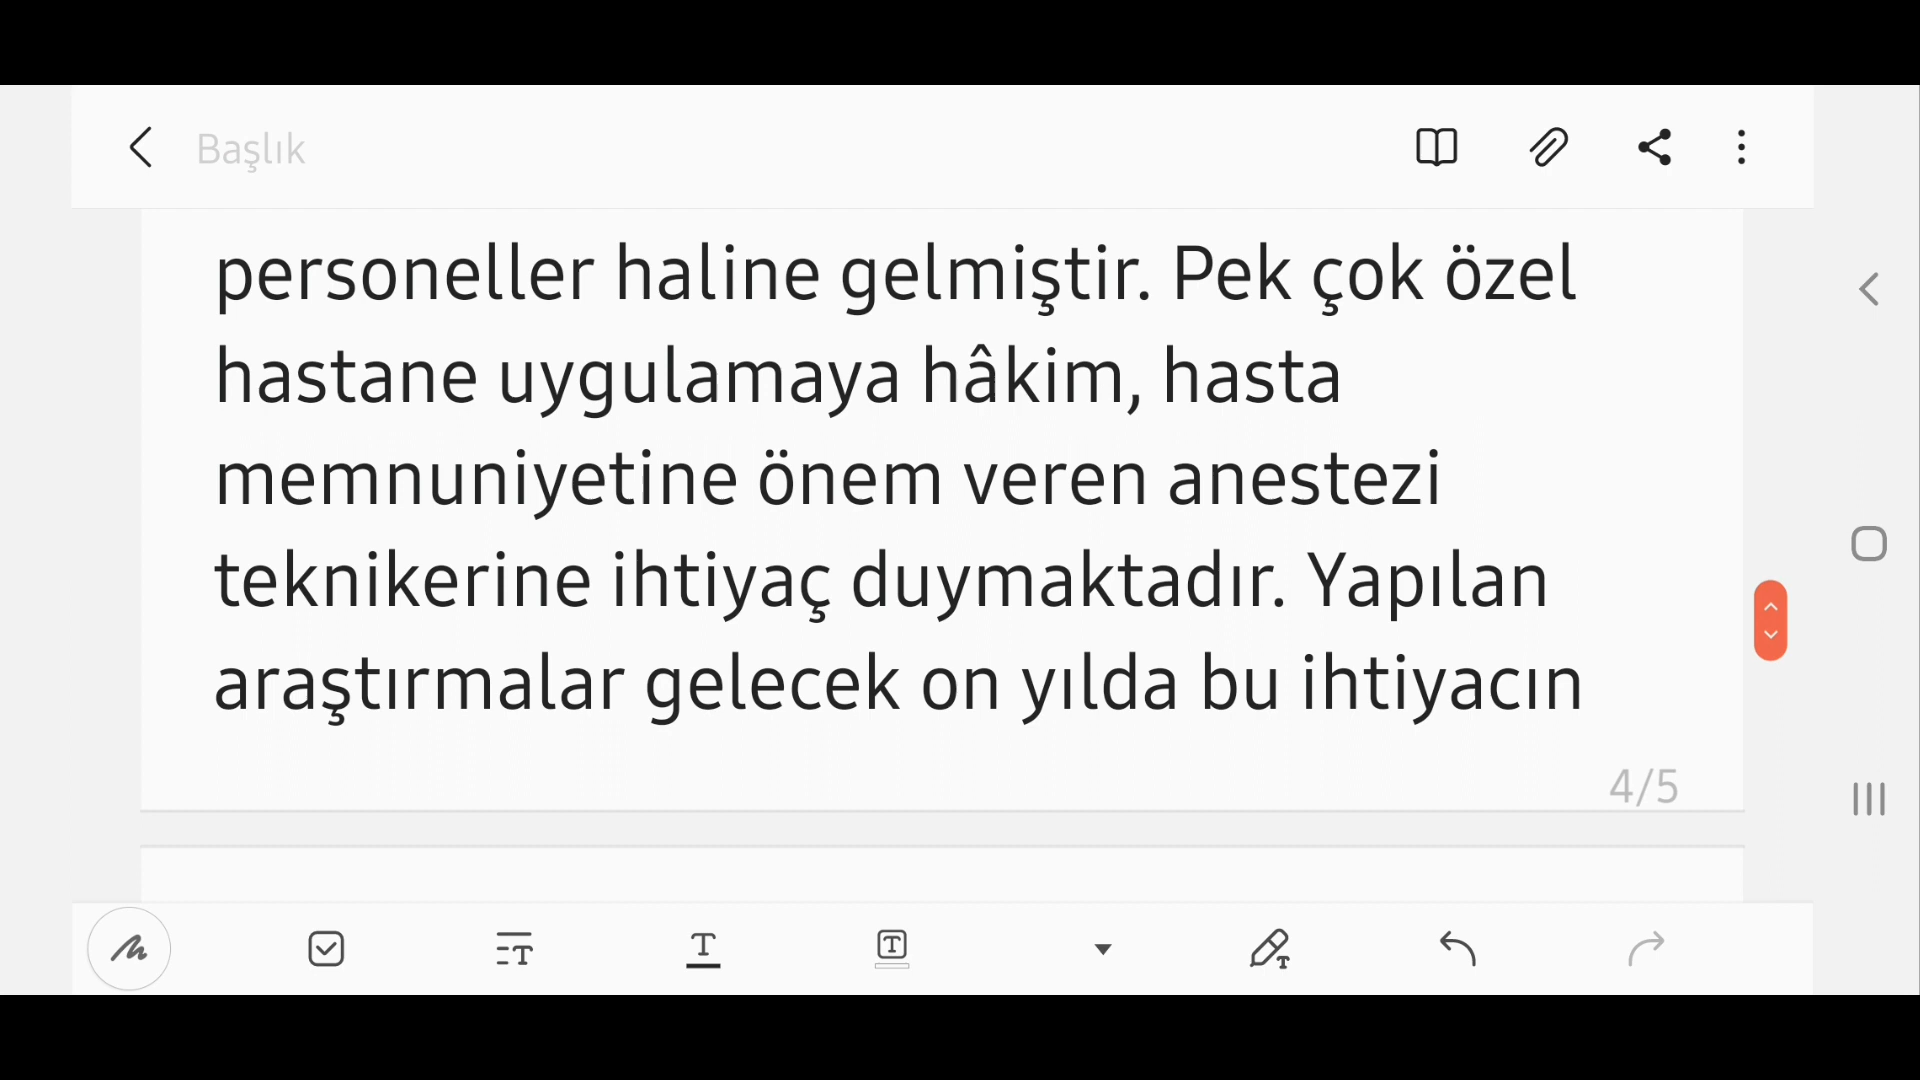 Başlık
personeller haline gelmiştir. Pek çok özel
hastane uygulamaya hâkim, hasta
memnuniyetine önem veren anestezi
teknikerine ihtiyaç duymaktadır. Yapılan
araştırmalar gelecek on yılda bu ihtiyacın
4/5